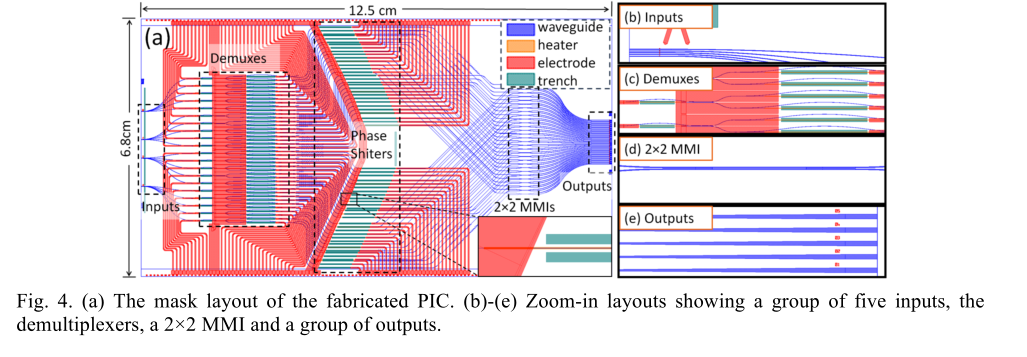 12.5 cm
(a)
6.8cm
Demuxes
Inputs
Phase
Shiters
2×2 MMIs
Outputs
waveguide
heater
electrode
trench
(b) Inputs
(c) Demuxes
(d) 2×2 MMI
(e) Outputs
Fig. 4. (a) The mask layout of the fabricated PIC. (b)-(e) Zoom-in layouts showing a group of five inputs, the
demultiplexers, a 2×2 MMI and a group of outputs.